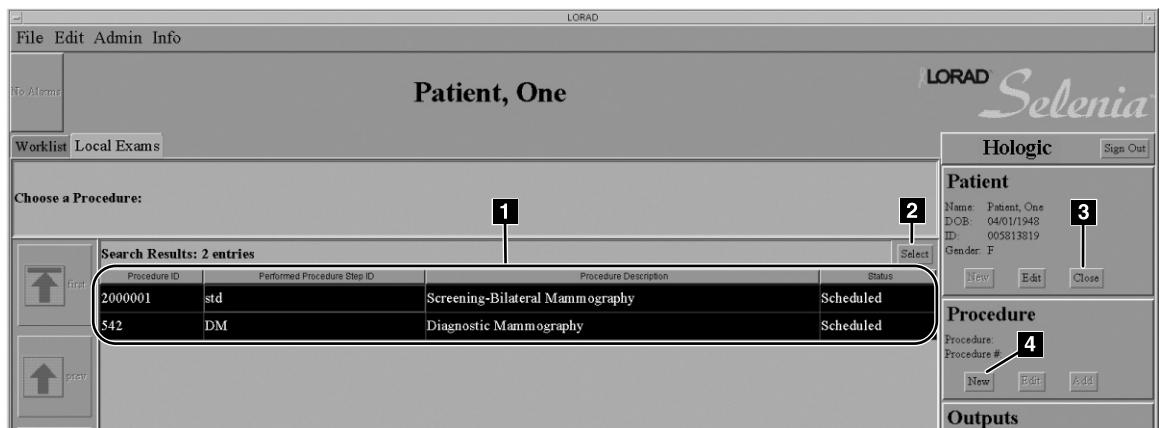 LORAD
File Edit Admin Info
No Alarms
Patient, One
LORAD
Selenia
Worklist Local Exams
Hologic Sign Out
Choose a Procedure:
1
2
Patient
Name: Patient, One
DOB: 04/01/1948
ID: 005813819
Gender: F
3
New Edit Close
Search Results: 2 entries
Select
first
Procedure ID Performed Procedure Step ID Procedure Description Status
2000001 std Screening-Bilateral Mammography Scheduled
542 DM Diagnostic Mammography Scheduled
prev
Procedure
Procedure:
Procedure #
4
New Edit Add
Outputs